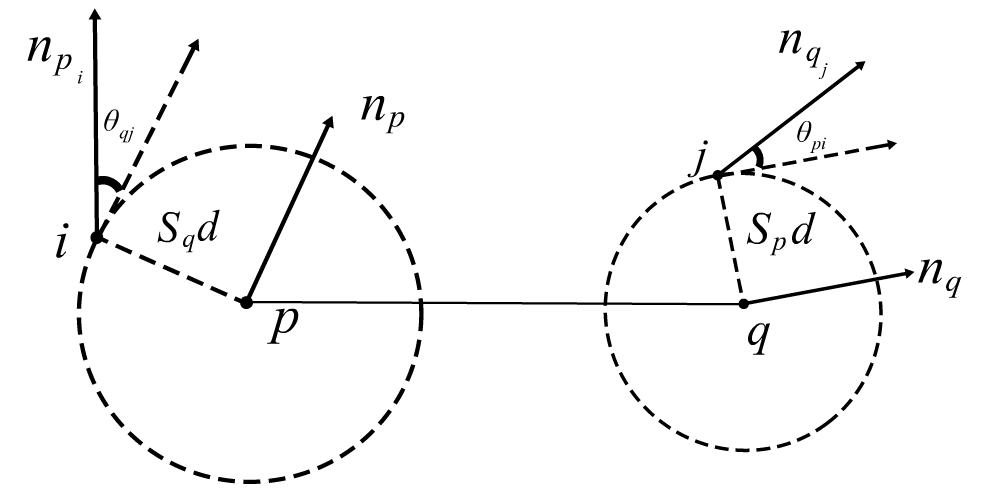 n_{p_i}
θ_{qj}
n_p
n_{q_j}
θ_{pi}
j
i
S_q d
S_p d
n_q
p
q